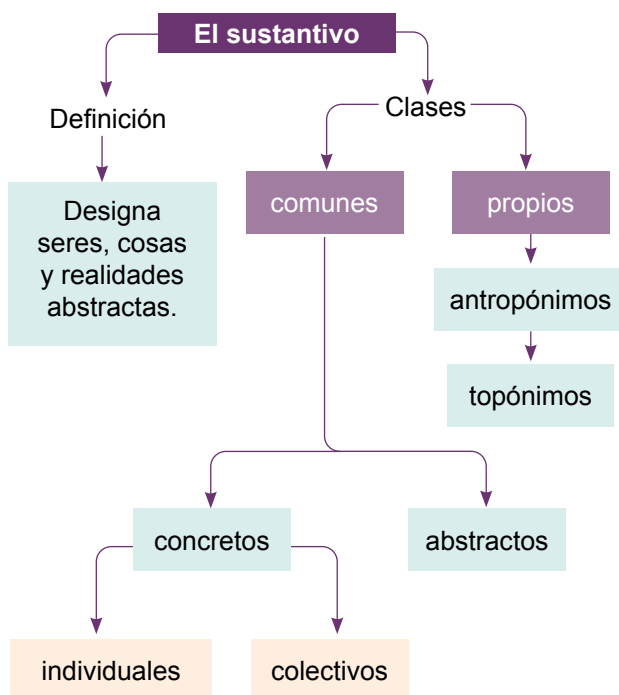 El sustantivo
Definición
Clases
Designa
seres, cosas
y realidades
abstractas.
comunes
propios
antropónimos
topónimos
concretos
abstractos
individuales
colectivos